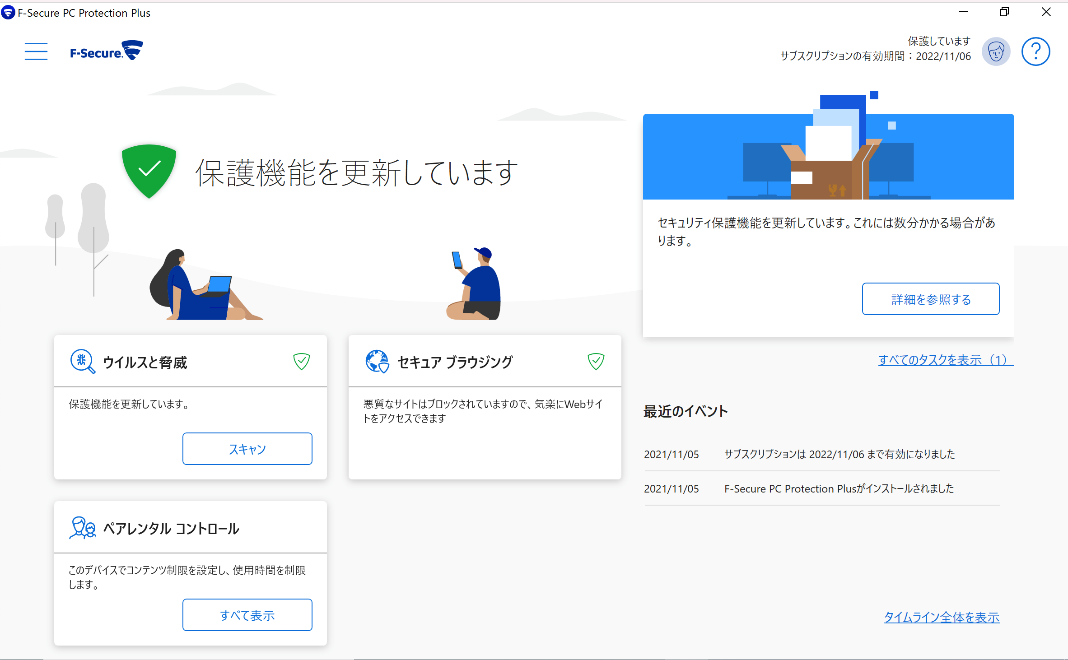 F-Secure PC Protection Plus
F-Secure.
保護しています
サブスクリプションの有効期間：2022/11/06
?
保護機能を更新しています
セキュリティ保護機能を更新しています。これには数分かかる場合があ
ります。
詳細を参照する
すべてのタスクを表示（1）
ウイルスと脅威
保護機能を更新しています。
スキャン
セキュア ブラウジング
悪質なサイトはブロックされていますので、気楽にWebサイ
トをアクセスできます
ペアレンタル コントロール
このデバイスでコンテンツ制限を設定し、使用時間を制限
します。
すべて表示
最近のイベント
2021/11/05 サブスクリプションは 2022/11/06 まで有効になりました
2021/11/05 F-Secure PC Protection Plusがインストールされました
タイムライン全体を表示